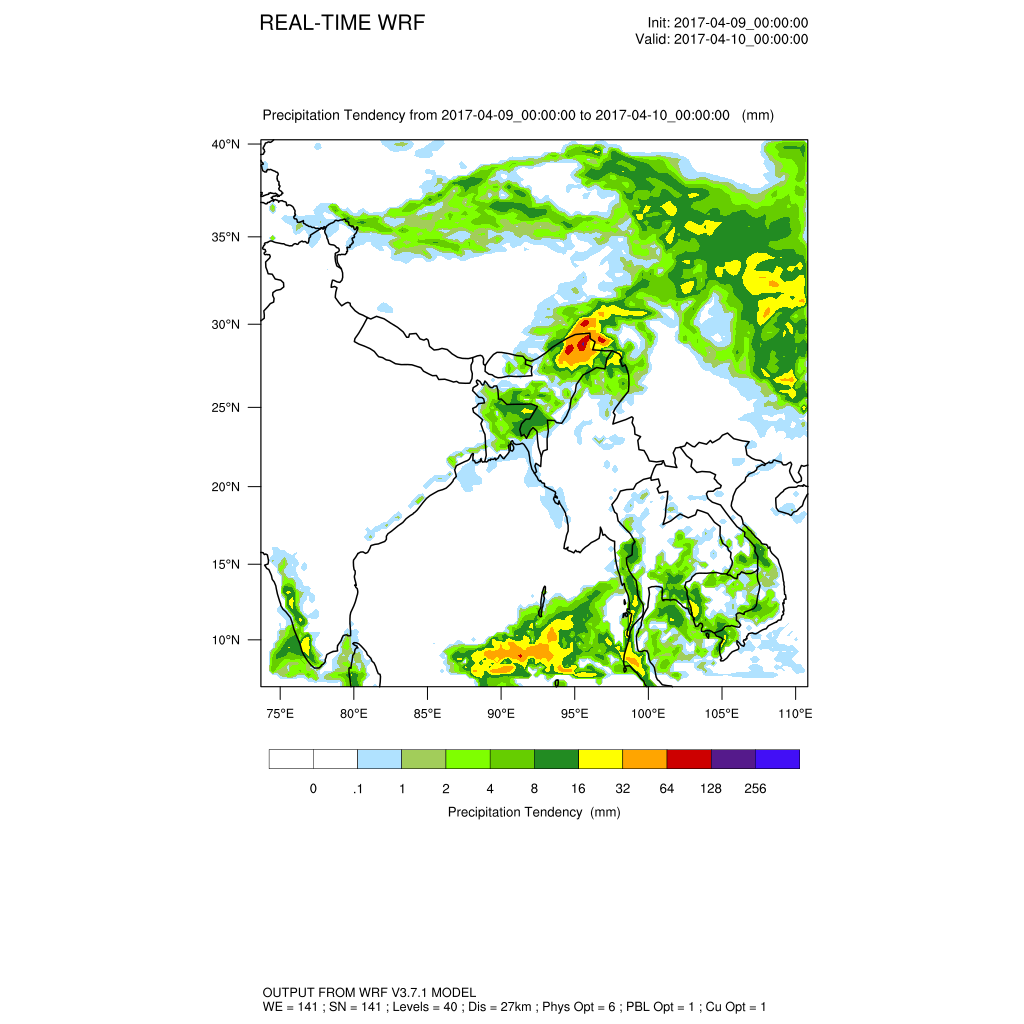 REAL-TIME WRF
Init: 2017-04-09_00:00:00
Valid: 2017-04-10_00:00:00
Precipitation Tendency from 2017-04-09_00:00:00 to 2017-04-10_00:00:00 (mm)
40°N
35°N
30°N
25°N
20°N
15°N
10°N
75°E 80°E 85°E 90°E 95°E 100°E 105°E 110°E
0 .1 1 2 4 8 16 32 64 128 256
Precipitation Tendency (mm)
OUTPUT FROM WRF V3.7.1 MODEL
WE = 141 ; SN = 141 ; Levels = 40 ; Dis = 27km ; Phys Opt = 6 ; PBL Opt = 1 ; Cu Opt = 1